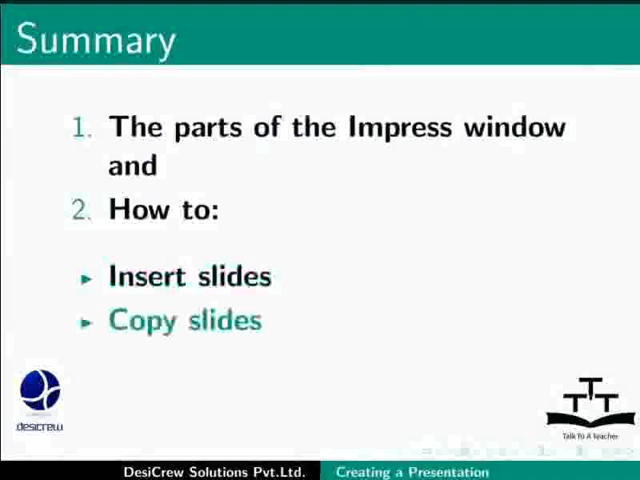 Summary
1. The parts of the Impress window
and
2. How to:
▶ Insert slides
▶ Copy slides
desicrew
TTT
Talk To A Teacher
DesiCrew Solutions Pvt.Ltd. Creating a Presentation